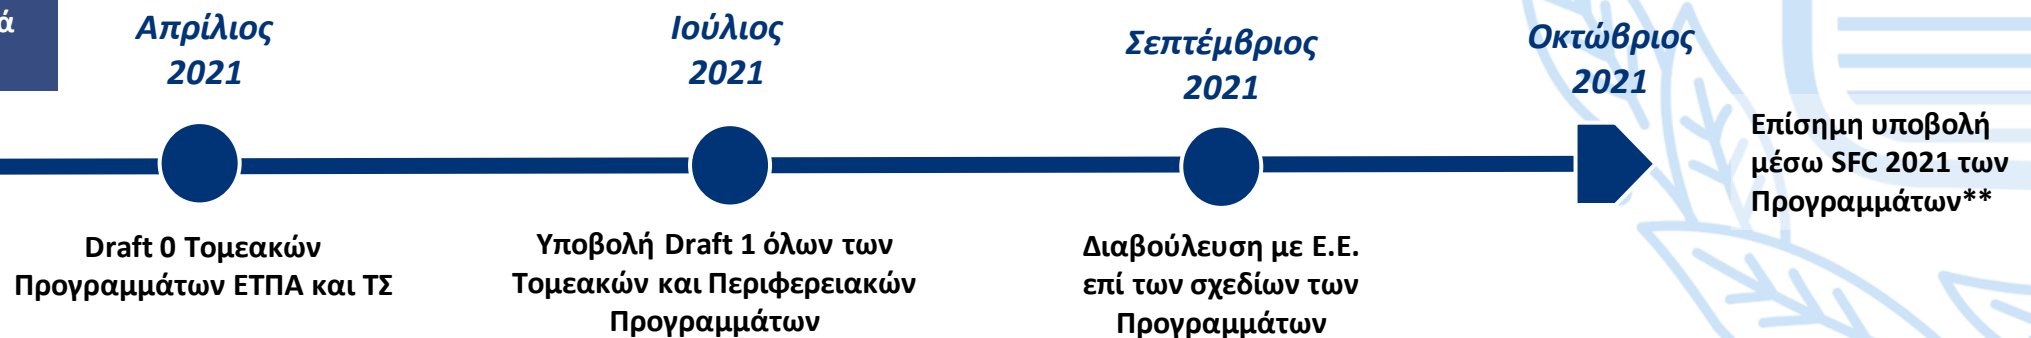 Απρίλιος
2021
Ιούλιος
2021
Σεπτέμβριος
2021
Οκτώβριος
2021
Draft 0 Τομεακών
Προγραμμάτων ΕΤΠΑ και ΤΣ
Υποβολή Draft 1 όλων των
Τομεακών και Περιφερειακών
Προγραμμάτων
Διαβούλευση με Ε.Ε.
επί των σχεδίων των
Προγραμμάτων
Επίσημη υποβολή
μέσω SFC 2021 των
Προγραμμάτων**